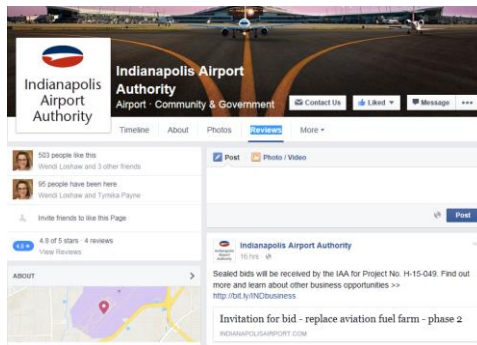 Indianapolis
Airport
Authority
Indianapolis Airport
Authority
Airport · Community & Government
Contact Us
Liked
Message
Timeline
About
Photos
Reviews
More
503 people like this
Wendi Loshaw and 3 other friends
95 people have been here
Wendi Loshaw and Tymika Payne
Invite friends to like this Page
4.8 of 5 stars · 4 reviews
View Reviews
ABOUT
Post
Photo / Video
Post
Indianapolis Airport Authority
16 hrs ·
Sealed bids will be received by the IAA for Project No. H-15-049. Find out
more and learn about other business opportunities >>
http://bit.ly/INDbusiness
Invitation for bid - replace aviation fuel farm - phase 2
INDIANAPOLISAIRPORT.COM